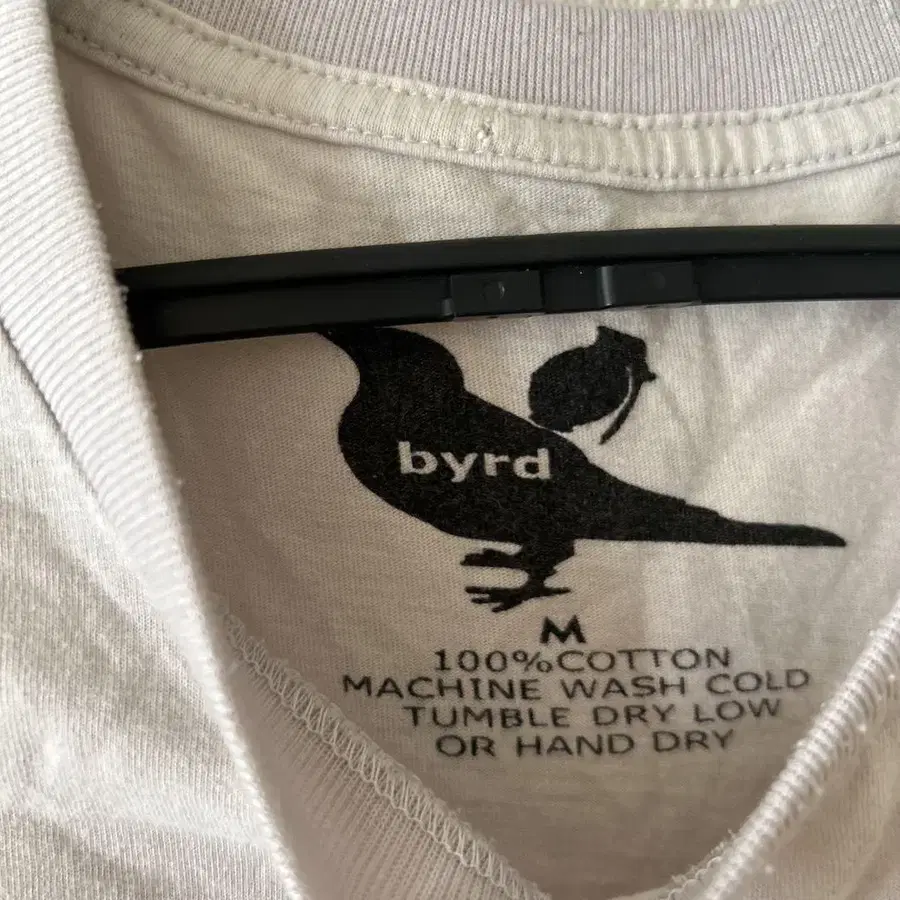 byrd
M
100%COTTON
MACHINE WASH COLD
TUMBLE DRY LOW
OR HAND DRY